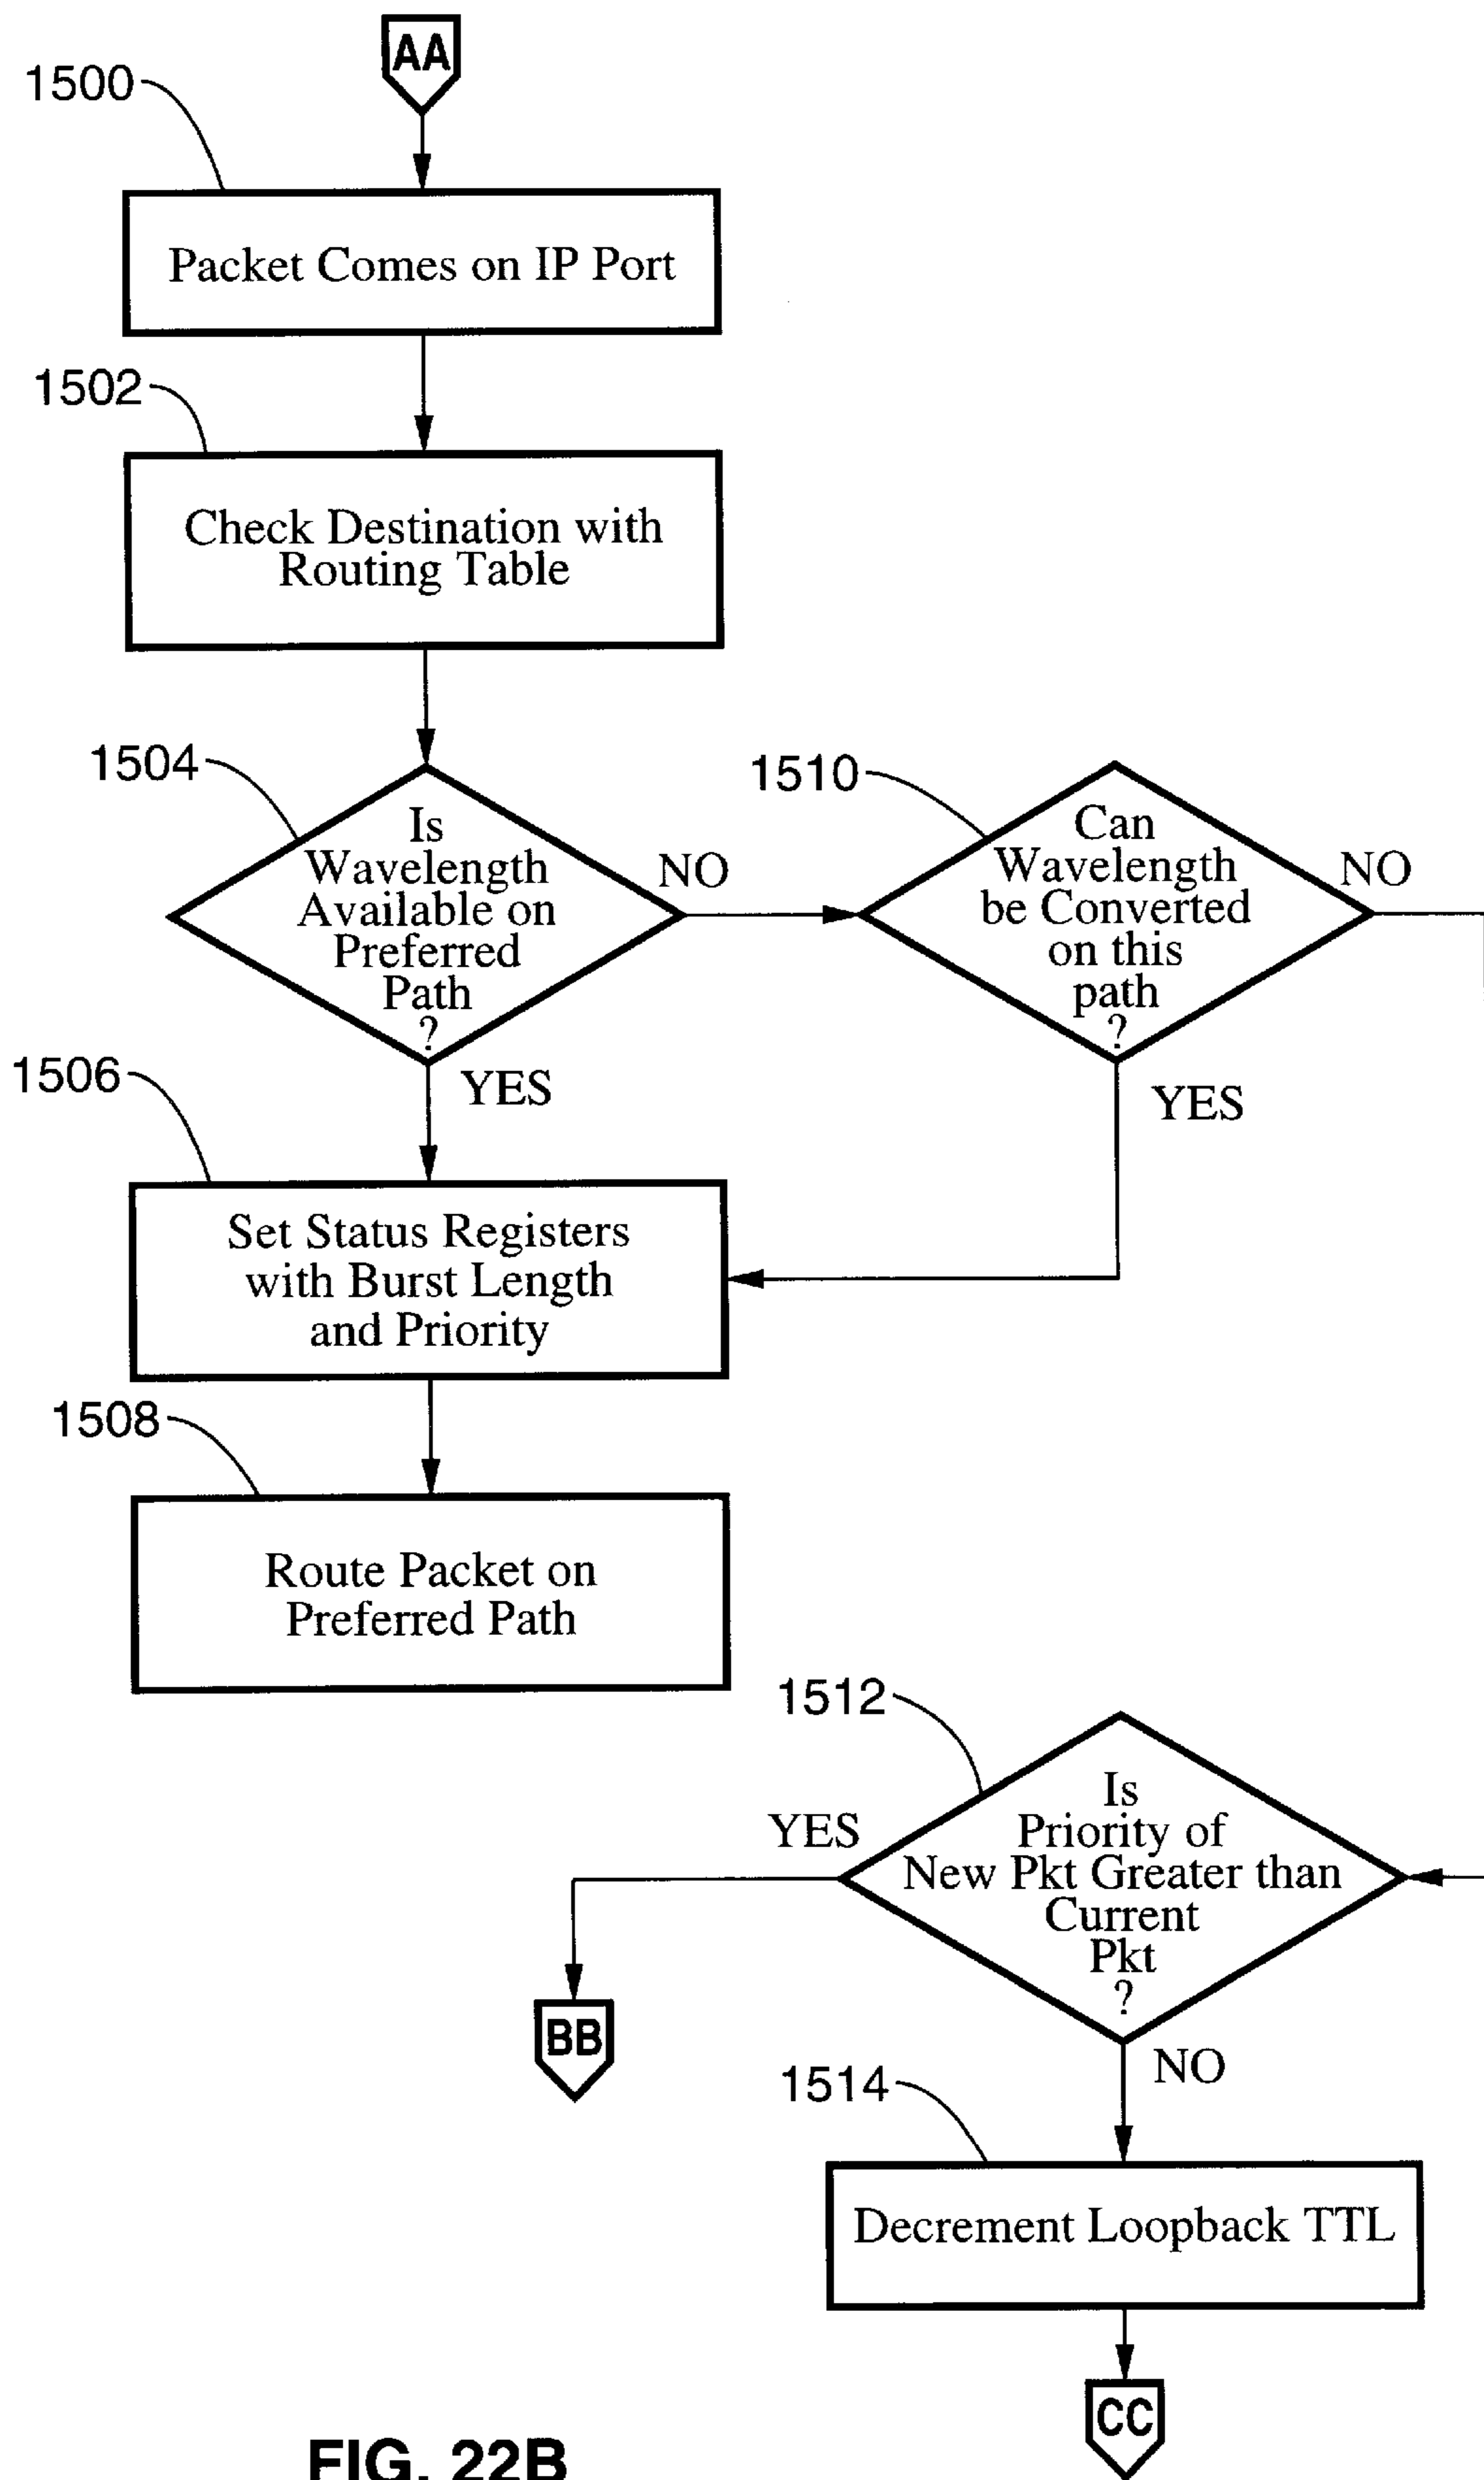 AA
1500
Packet Comes on IP Port
1502
Check Destination with
Routing Table
1504
Is
Wavelength
Available on
Preferred
Path
?
NO
YES
1510
Can
Wavelength
be Converted
on this
path
?
NO
YES
1506
Set Status Registers
with Burst Length
and Priority
1508
Route Packet on
Preferred Path
1512
Is
Priority of
New Pkt Greater than
Current
Pkt
?
YES
BB
NO
1514
Decrement Loopback TTL
CC
FIG. 22B